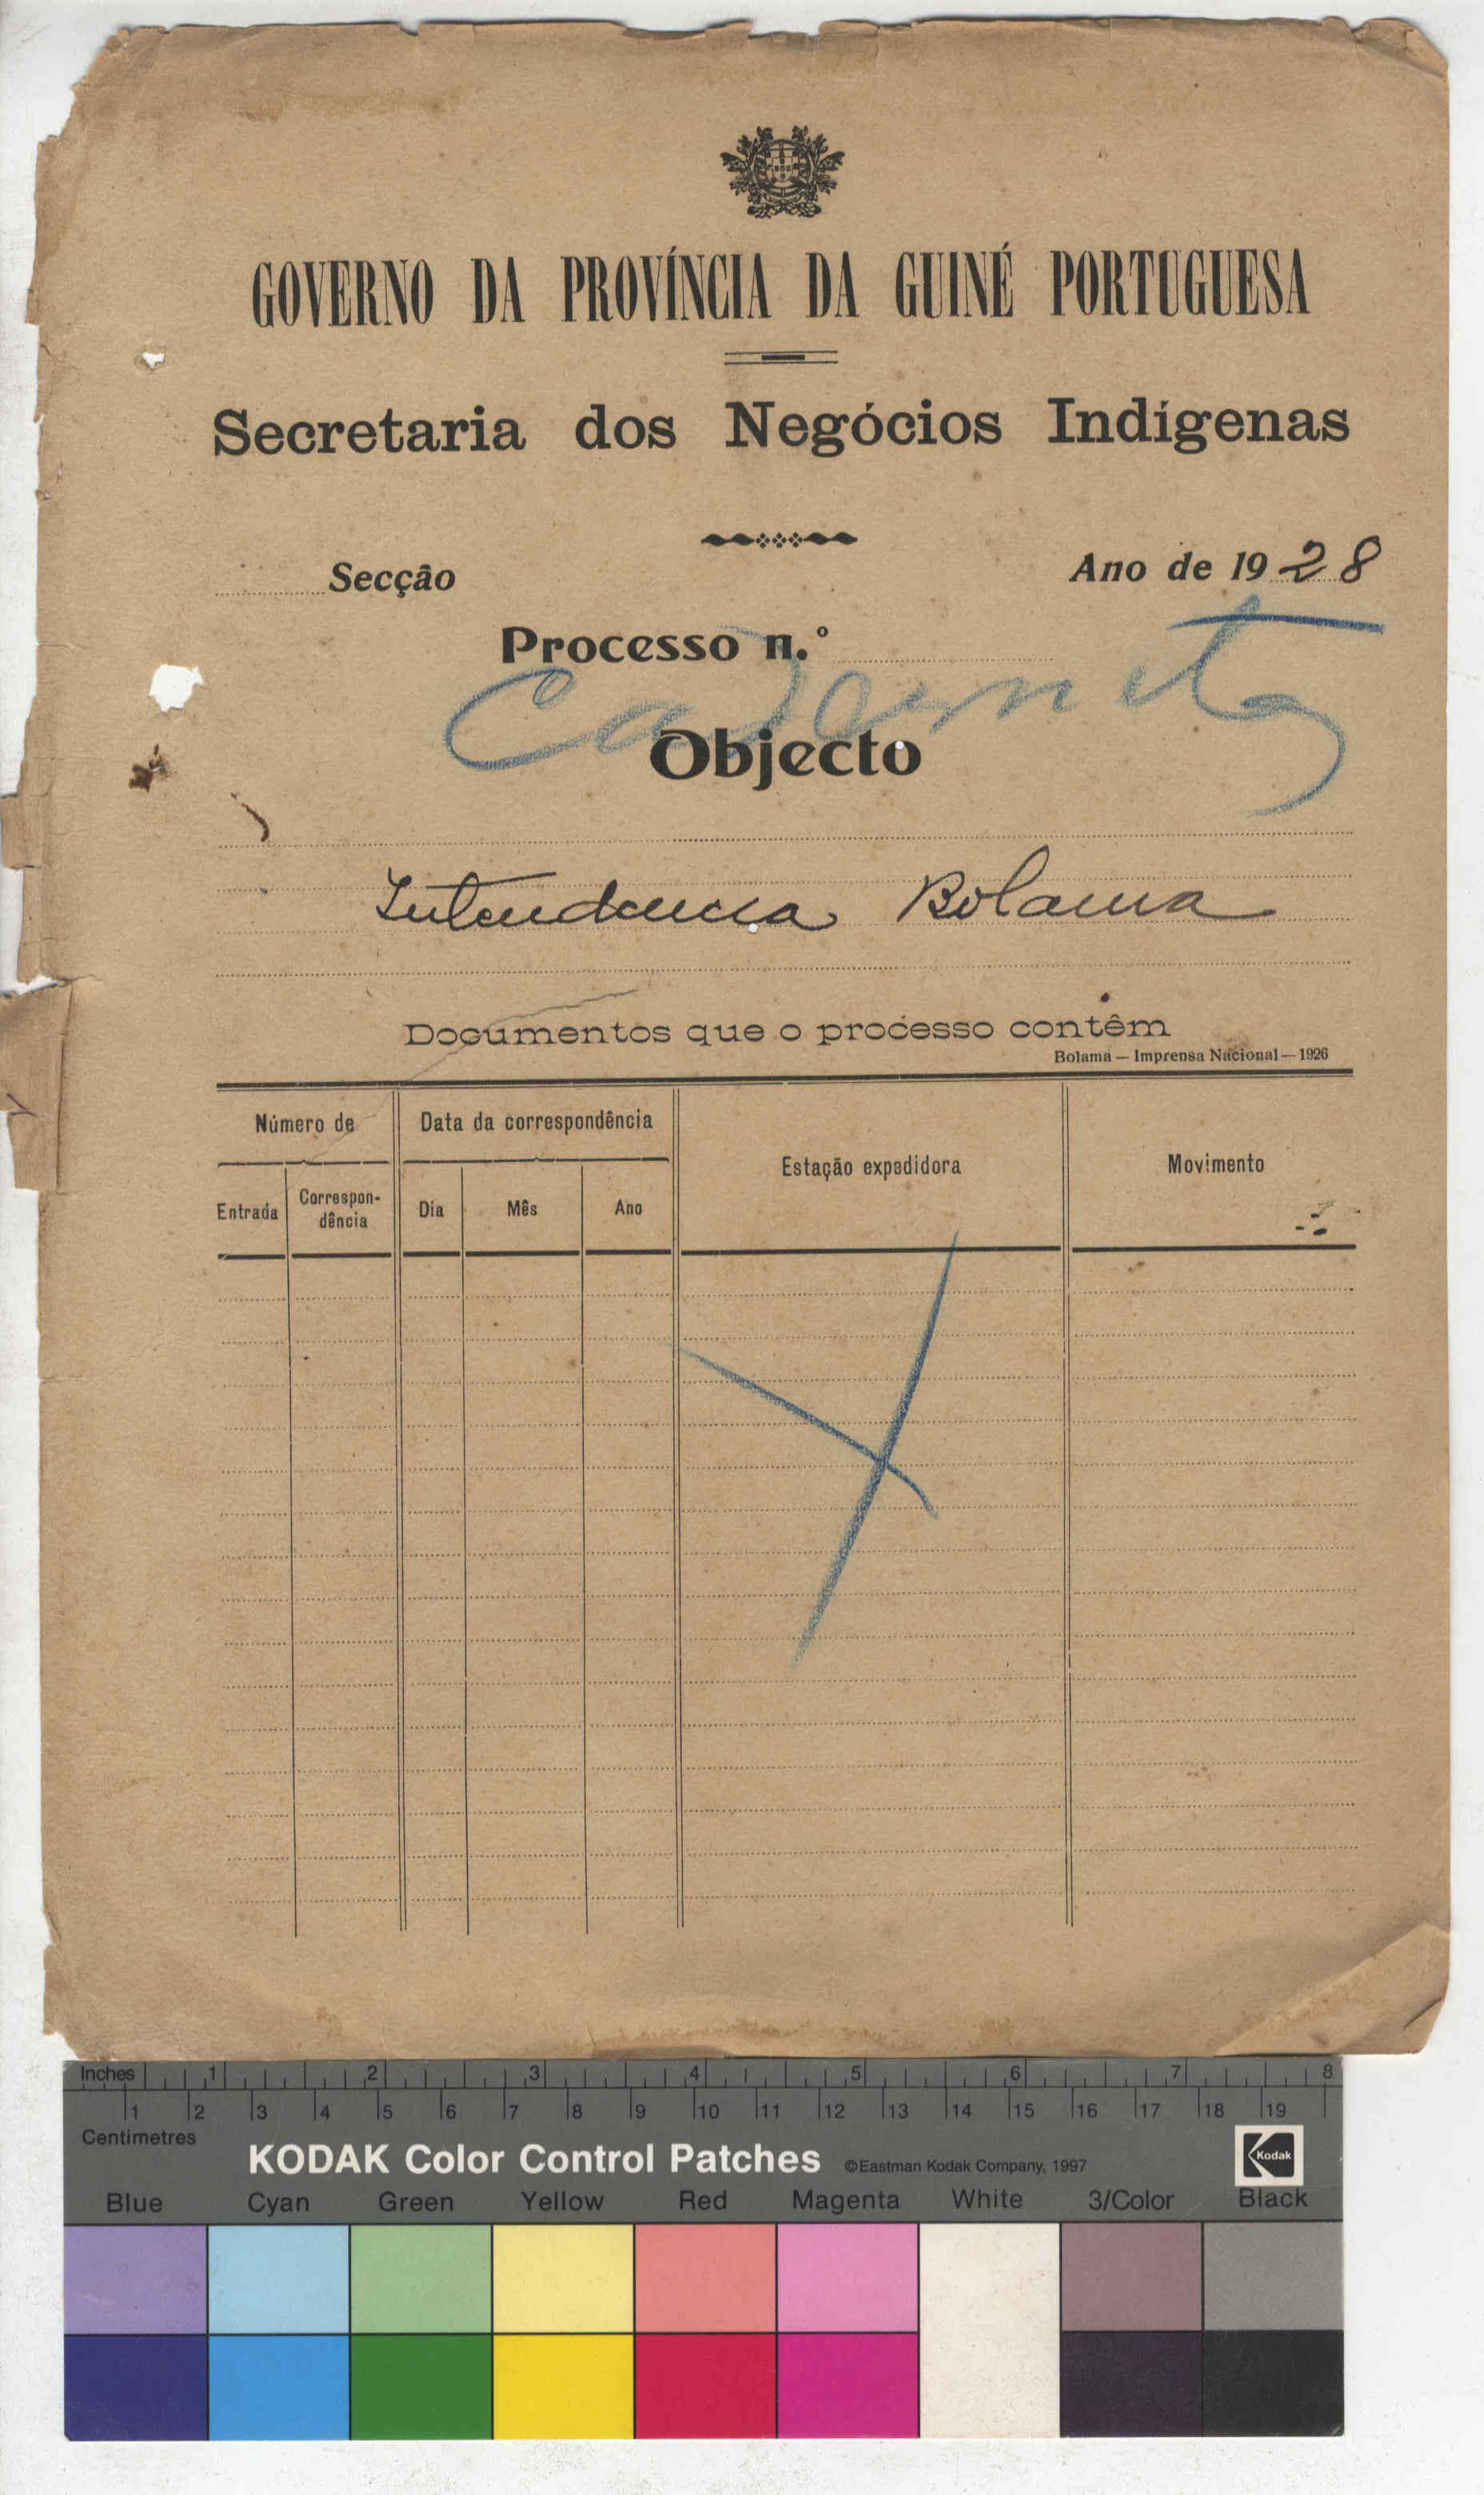 GOVERNO DA PROVÍNCIA DA GUINÉ PORTUGUESA
Secretaria dos Negócios Indígenas
Secção
Ano de 1928
Processo n.º
Caderneta
Objecto
Intendencia Bolama
Documentos que o processo contêm
Bolama — Imprensa Nacional — 1926
Número de
Data da correspondência
Estação expedidora
Movimento
Entrada
Correspon-
dência
Dia
Mês
Ano
Inches 1 2 3 4 5 6 7 8
1 2 3 4 5 6 7 8 9 10 11 12 13 14 15 16 17 18 19
Centimetres
KODAK Color Control Patches ©Eastman Kodak Company, 1997 Kodak
Blue Cyan Green Yellow Red Magenta White 3/Color Black